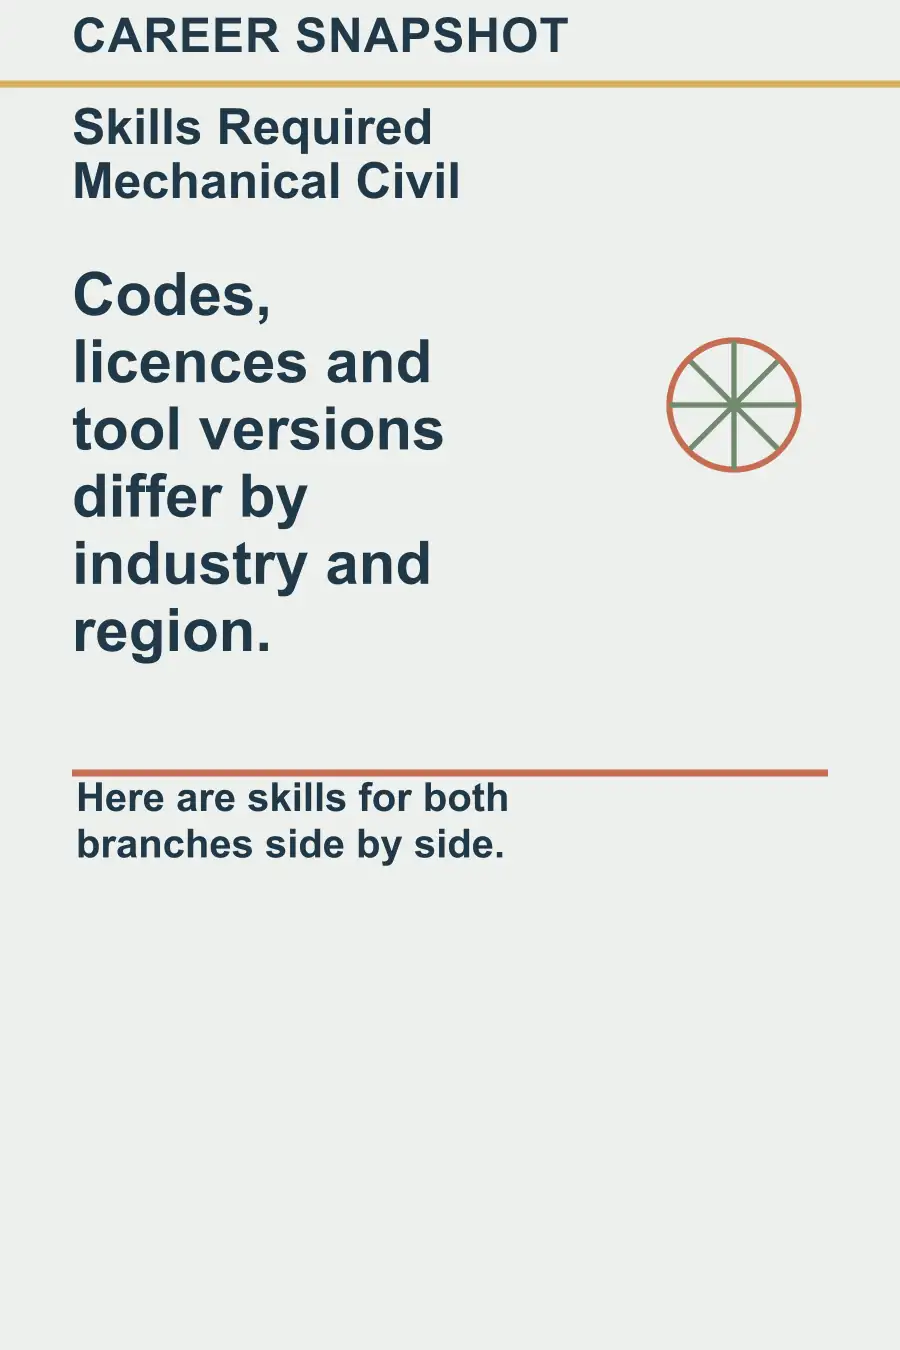 CAREER SNAPSHOT
Skills Required
Mechanical Civil
Codes,
licences and
tool versions
differ by
industry and
region.
Here are skills for both
branches side by side.